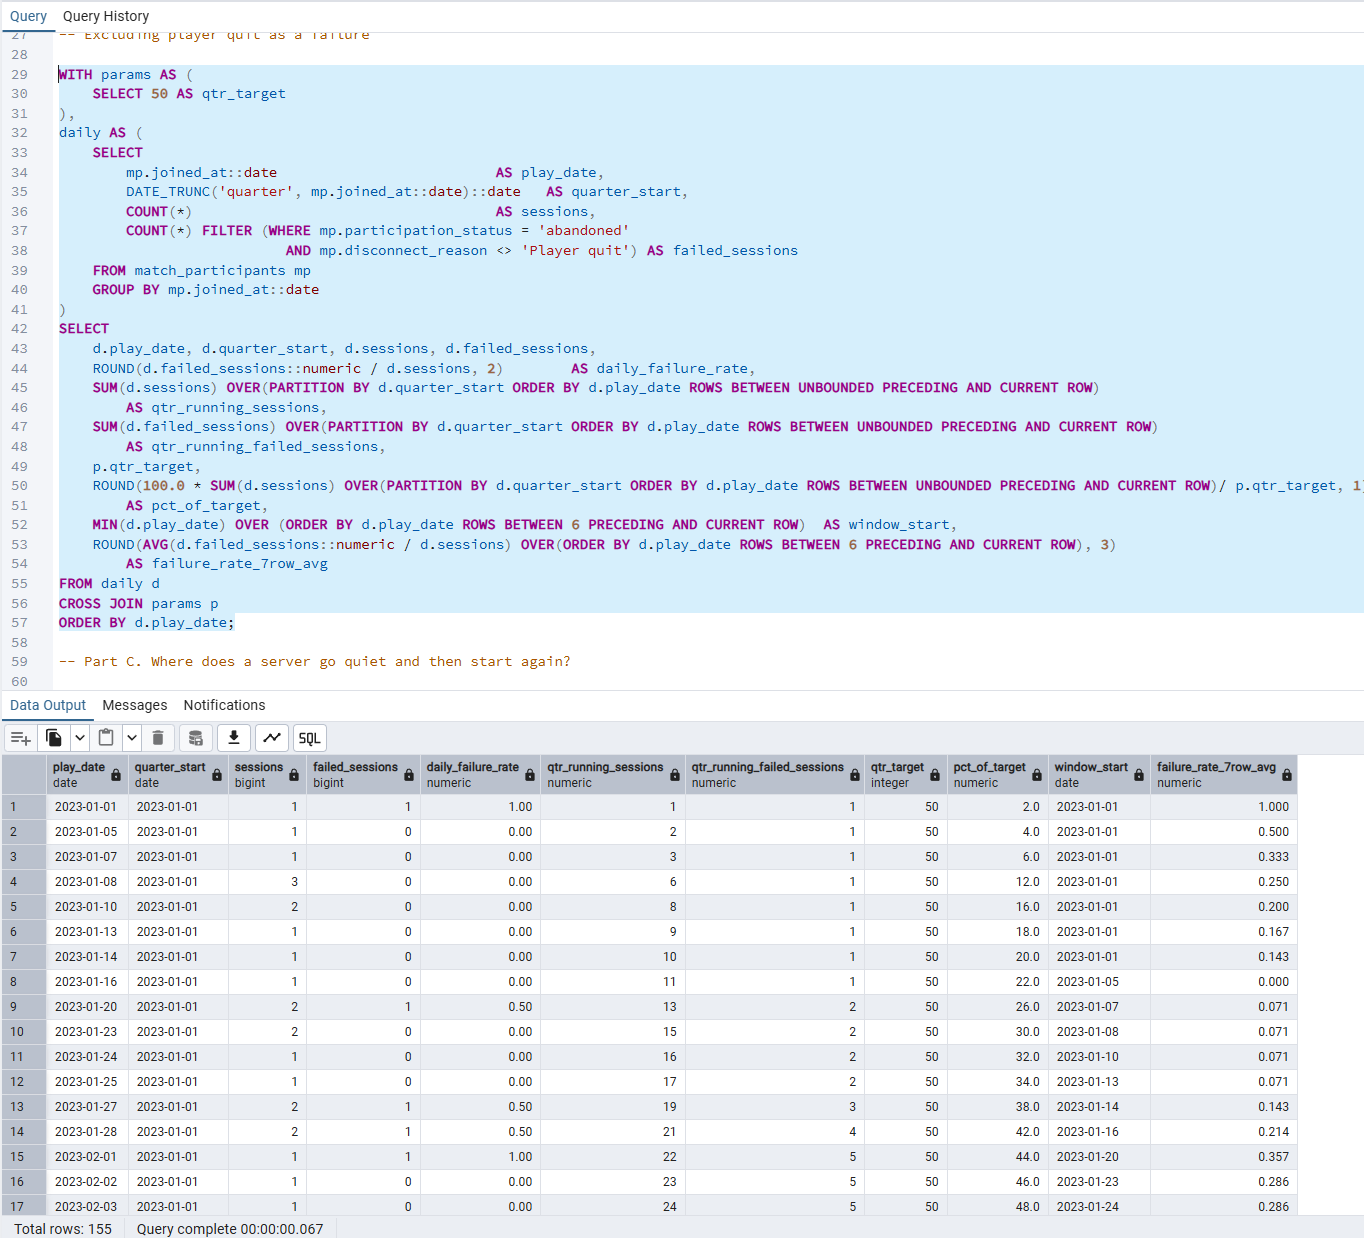 Query Query History
27 -- Excluding player quit as a failure
28
29 WITH params AS (
30 SELECT 50 AS qtr_target
31 ),
32 daily AS (
33 SELECT
34 mp.joined_at::date AS play_date,
35 DATE_TRUNC('quarter', mp.joined_at::date)::date AS quarter_start,
36 COUNT(*) AS sessions,
37 COUNT(*) FILTER (WHERE mp.participation_status = 'abandoned'
38 AND mp.disconnect_reason <> 'Player quit') AS failed_sessions
39 FROM match_participants mp
40 GROUP BY mp.joined_at::date
41 )
42 SELECT
43 d.play_date, d.quarter_start, d.sessions, d.failed_sessions,
44 ROUND(d.failed_sessions::numeric / d.sessions, 2) AS daily_failure_rate,
45 SUM(d.sessions) OVER(PARTITION BY d.quarter_start ORDER BY d.play_date ROWS BETWEEN UNBOUNDED PRECEDING AND CURRENT ROW)
46 AS qtr_running_sessions,
47 SUM(d.failed_sessions) OVER(PARTITION BY d.quarter_start ORDER BY d.play_date ROWS BETWEEN UNBOUNDED PRECEDING AND CURRENT ROW)
48 AS qtr_running_failed_sessions,
49 p.qtr_target,
50 ROUND(100.0 * SUM(d.sessions) OVER(PARTITION BY d.quarter_start ORDER BY d.play_date ROWS BETWEEN UNBOUNDED PRECEDING AND CURRENT ROW)/ p.qtr_target, 1)
51 AS pct_of_target,
52 MIN(d.play_date) OVER (ORDER BY d.play_date ROWS BETWEEN 6 PRECEDING AND CURRENT ROW) AS window_start,
53 ROUND(AVG(d.failed_sessions::numeric / d.sessions) OVER(ORDER BY d.play_date ROWS BETWEEN 6 PRECEDING AND CURRENT ROW), 3)
54 AS failure_rate_7row_avg
55 FROM daily d
56 CROSS JOIN params p
57 ORDER BY d.play_date;
58
59 -- Part C. Where does a server go quiet and then start again?
60
Data Output Messages Notifications
SQL
play_date quarter_start sessions failed_sessions daily_failure_rate qtr_running_sessions qtr_running_failed_sessions qtr_target pct_of_target window_start failure_rate_7row_avg
date date bigint bigint numeric numeric numeric integer numeric date numeric
1 2023-01-01 2023-01-01 1 1 1.00 1 1 50 2.0 2023-01-01 1.000
2 2023-01-05 2023-01-01 1 0 0.00 2 1 50 4.0 2023-01-01 0.500
3 2023-01-07 2023-01-01 1 0 0.00 3 1 50 6.0 2023-01-01 0.333
4 2023-01-08 2023-01-01 3 0 0.00 6 1 50 12.0 2023-01-01 0.250
5 2023-01-10 2023-01-01 2 0 0.00 8 1 50 16.0 2023-01-01 0.200
6 2023-01-13 2023-01-01 1 0 0.00 9 1 50 18.0 2023-01-01 0.167
7 2023-01-14 2023-01-01 1 0 0.00 10 1 50 20.0 2023-01-01 0.143
8 2023-01-16 2023-01-01 1 0 0.00 11 1 50 22.0 2023-01-05 0.000
9 2023-01-20 2023-01-01 2 1 0.50 13 2 50 26.0 2023-01-07 0.071
10 2023-01-23 2023-01-01 2 0 0.00 15 2 50 30.0 2023-01-08 0.071
11 2023-01-24 2023-01-01 1 0 0.00 16 2 50 32.0 2023-01-10 0.071
12 2023-01-25 2023-01-01 1 0 0.00 17 2 50 34.0 2023-01-13 0.071
13 2023-01-27 2023-01-01 2 1 0.50 19 3 50 38.0 2023-01-14 0.143
14 2023-01-28 2023-01-01 2 1 0.50 21 4 50 42.0 2023-01-16 0.214
15 2023-02-01 2023-01-01 1 1 1.00 22 5 50 44.0 2023-01-20 0.357
16 2023-02-02 2023-01-01 1 0 0.00 23 5 50 46.0 2023-01-23 0.286
17 2023-02-03 2023-01-01 1 0 0.00 24 5 50 48.0 2023-01-24 0.286
Total rows: 155 Query complete 00:00:00.067